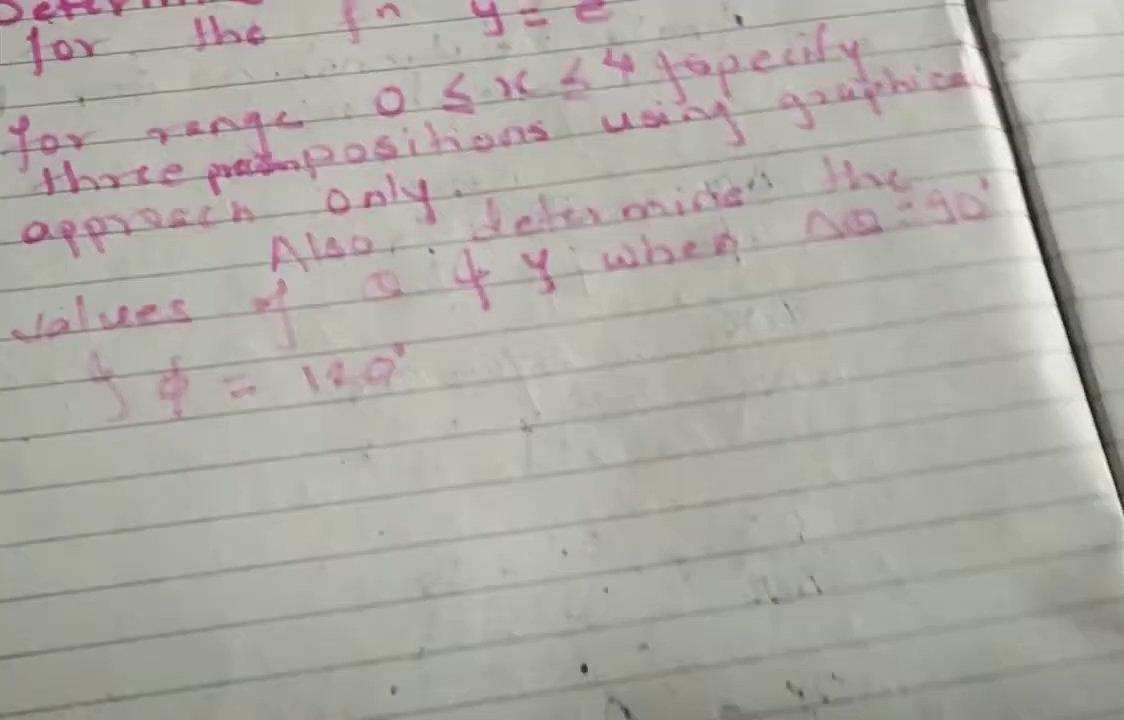 for the fn y = e
for range 0 ≤ x ≤ 4 & specify
three positions using graphical
approach only.
Also, determine the
values of θ & y when Δθ = 90°
& ϕ = 120°